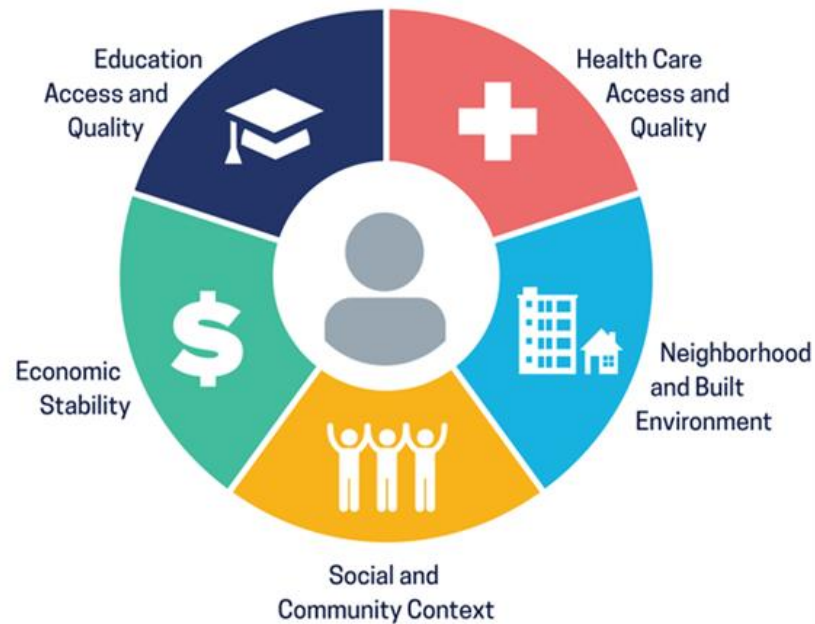 Education
Access and
Quality
Health Care
Access and
Quality
$
Economic
Stability
Neighborhood
and Built
Environment
Social and
Community Context